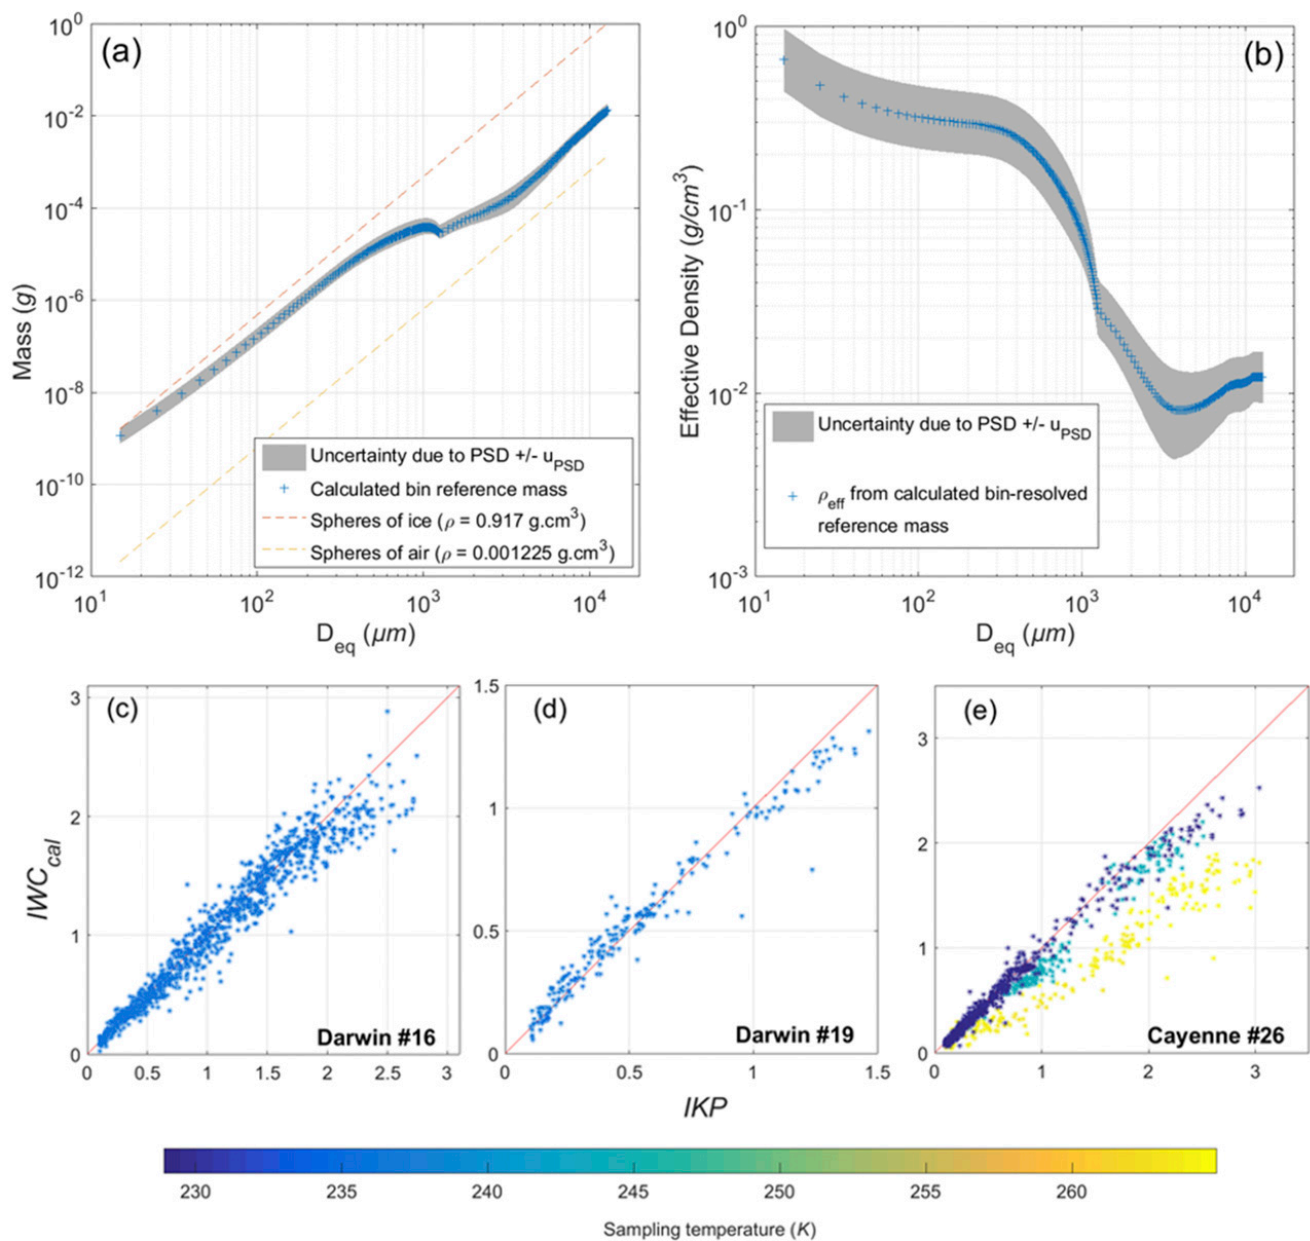 (a)
10^0
10^-2
10^-4
10^-6
10^-8
10^-10
10^-12
Mass (g)
10^1 10^2 10^3 10^4
D_eq (μm)
Uncertainty due to PSD +/- u_PSD
Calculated bin reference mass
Spheres of ice (ρ = 0.917 g.cm^3)
Spheres of air (ρ = 0.001225 g.cm^3)
(b)
10^0
10^-1
10^-2
10^-3
Effective Density (g/cm^3)
10^1 10^2 10^3 10^4
D_eq (μm)
Uncertainty due to PSD +/- u_PSD
ρ_eff from calculated bin-resolved
reference mass
(c)
3
2
1
0
IWC_cal
0 0.5 1 1.5 2 2.5 3
Darwin #16
(d)
1.5
1
0.5
0
0 0.5 1 1.5
Darwin #19
IKP
(e)
3
2
1
0
0 1 2 3
Cayenne #26
230 235 240 245 250 255 260
Sampling temperature (K)